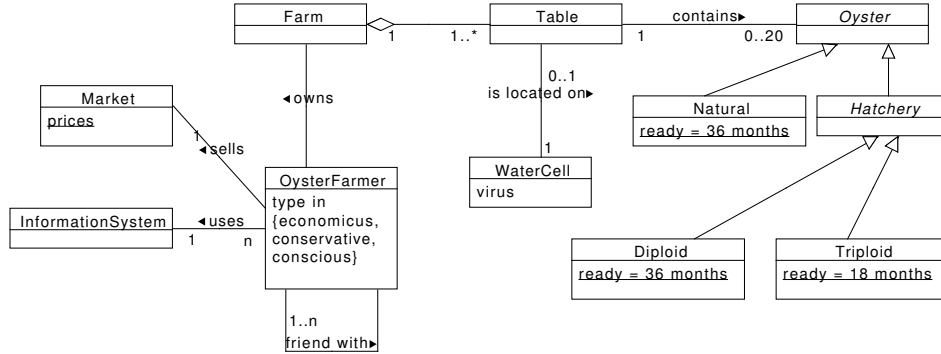 Farm
Table
contains►
Oyster
1
1..*
1
0..20
Market
prices
1
◄sells
◄owns
0..1
is located on►
1
Natural
ready = 36 months
Hatchery
WaterCell
virus
OysterFarmer
type in
{economicus,
conservative,
conscious}
InformationSystem
◄uses
1
n
Diploid
ready = 36 months
Triploid
ready = 18 months
1..n
friend with►